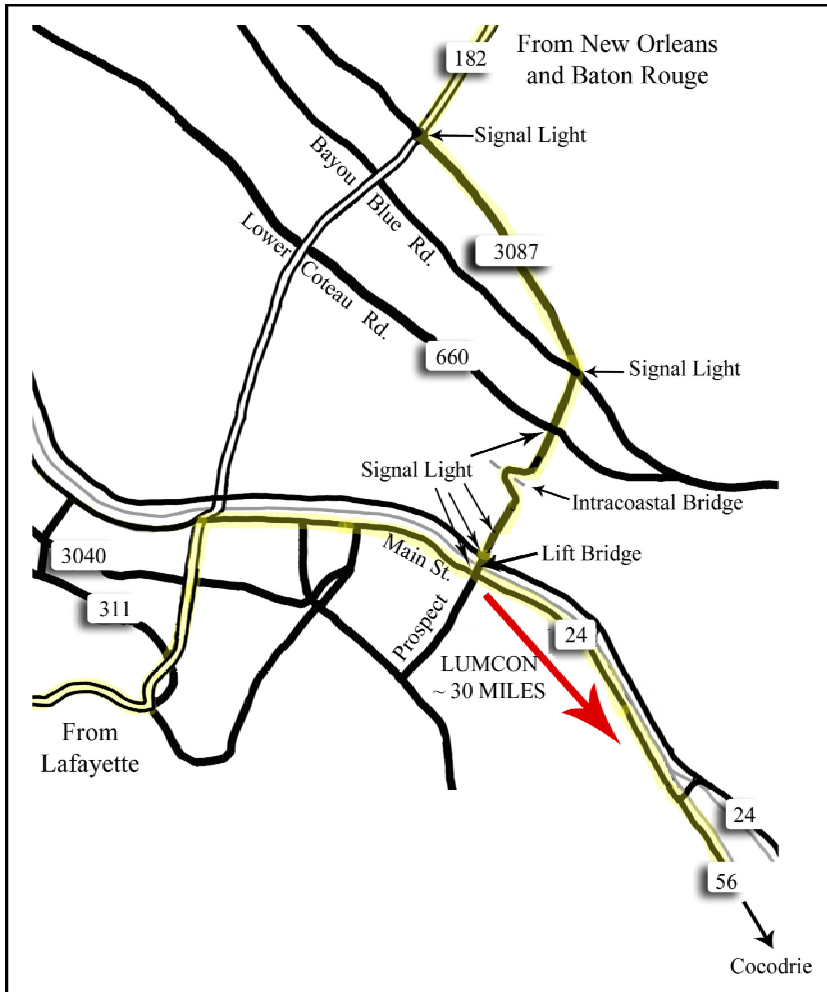 From New Orleans
and Baton Rouge
182
Signal Light
Bayou Blue Rd.
3087
Lower Coteau Rd.
660
Signal Light
Signal Light
Intracoastal Bridge
Main St.
Lift Bridge
3040
311
Prospect
24
LUMCON
~ 30 MILES
From
Lafayette
24
56
Cocodrie